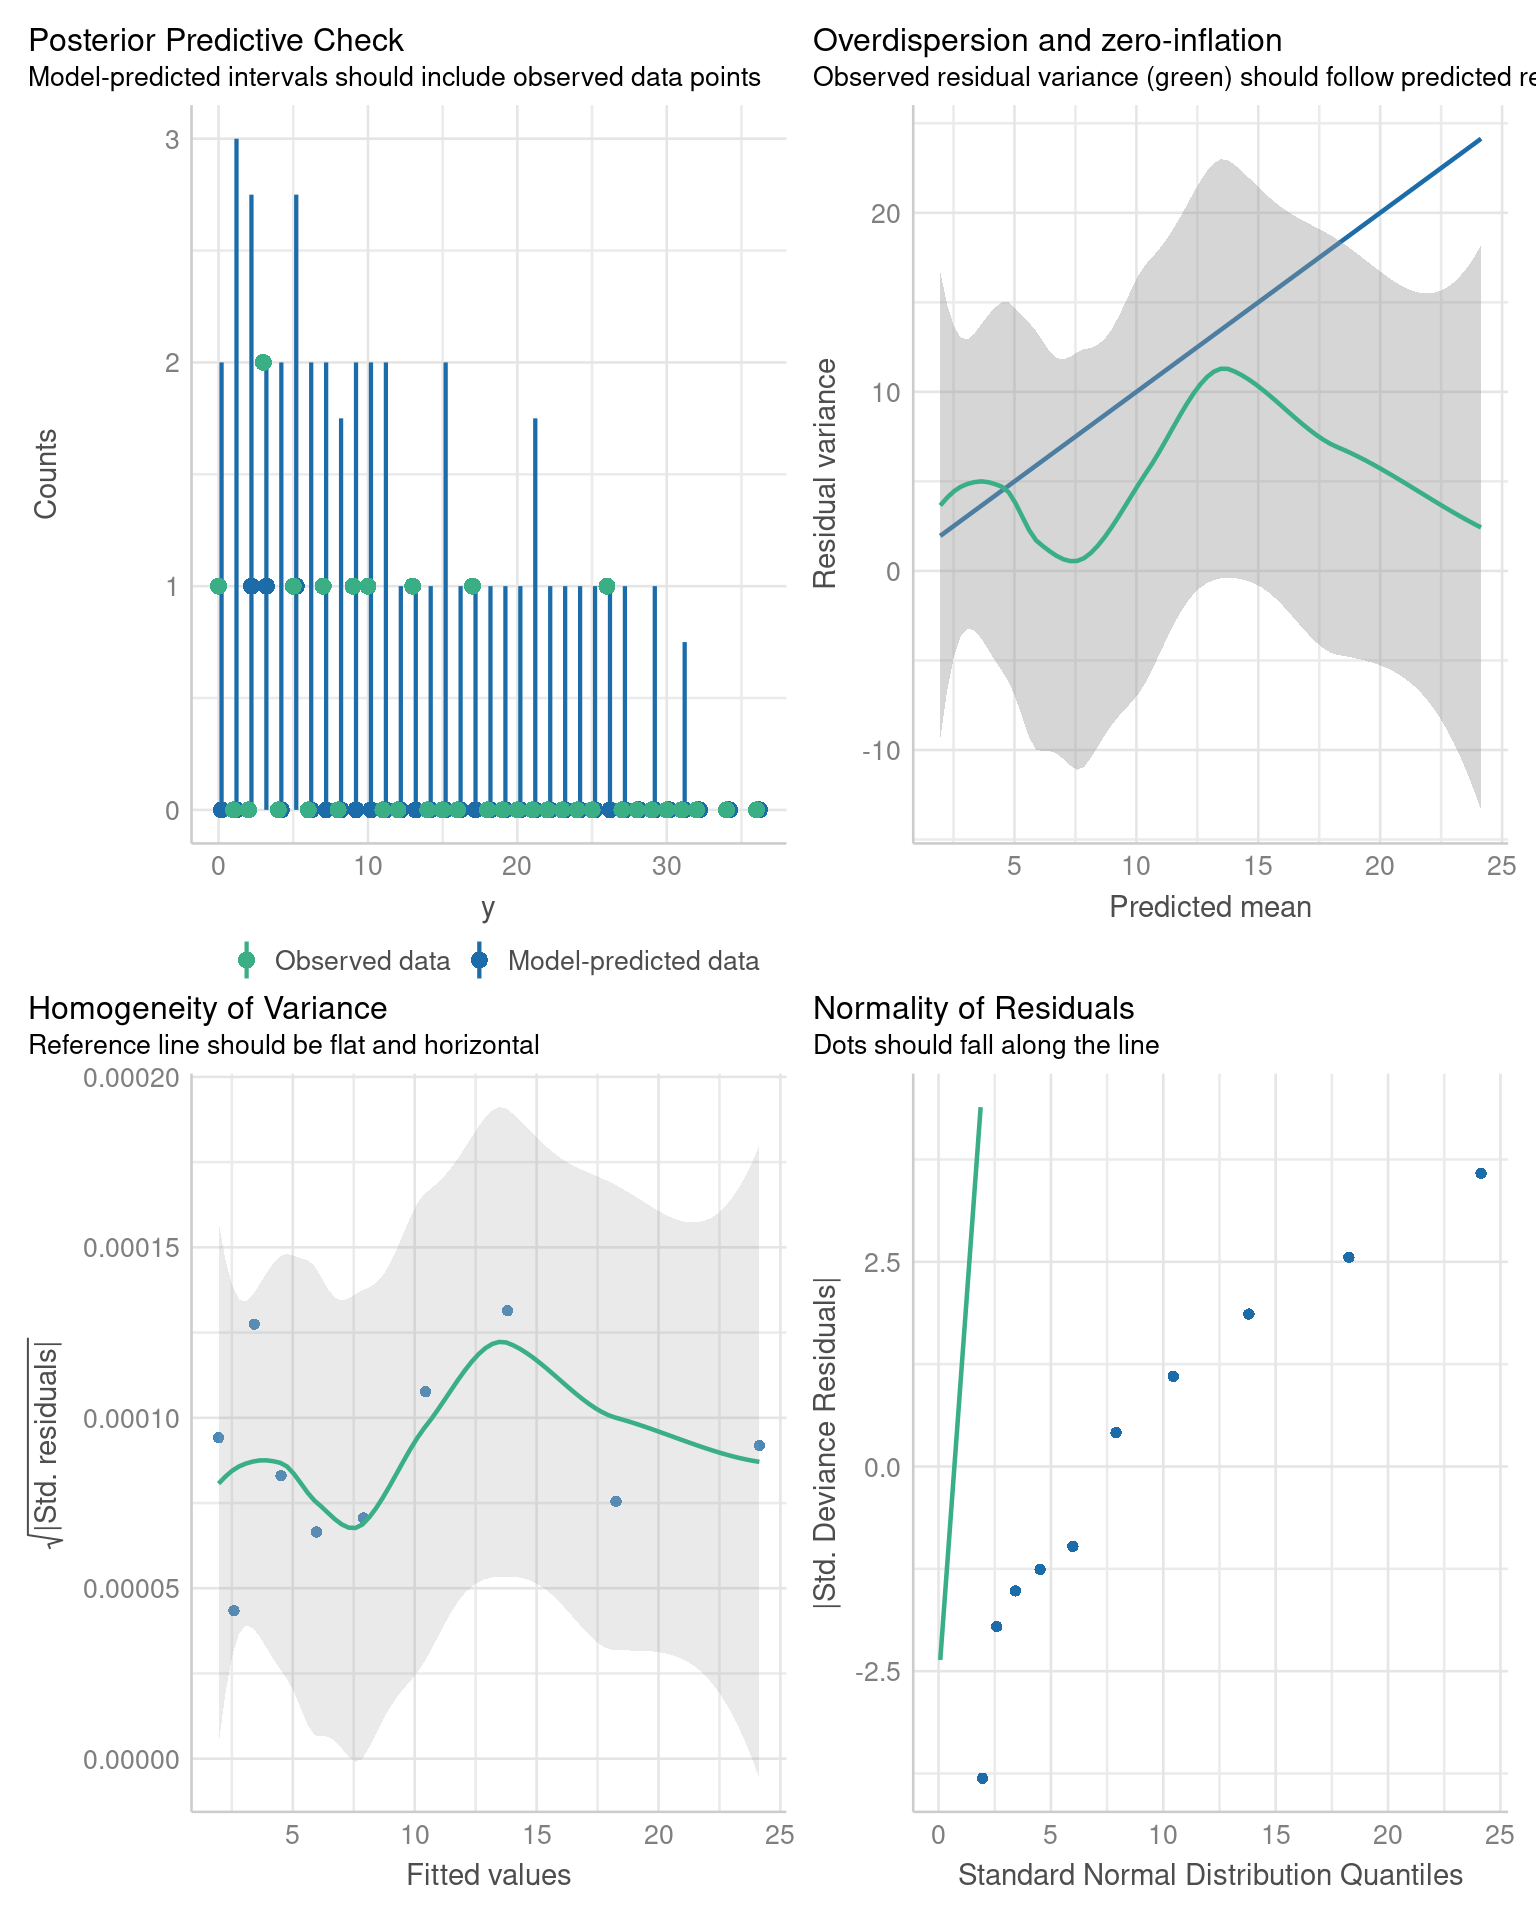 Posterior Predictive Check
Model-predicted intervals should include observed data points
3
2
1
0
Counts
0
10
20
30
y
Observed data
Model-predicted data
Overdispersion and zero-inflation
Observed residual variance (green) should follow predicted re
20
10
0
-10
Residual variance
5
10
15
20
25
Predicted mean
Homogeneity of Variance
Reference line should be flat and horizontal
0.00020
0.00015
0.00010
0.00005
0.00000
√|Std. residuals|
5
10
15
20
25
Fitted values
Normality of Residuals
Dots should fall along the line
2.5
0.0
-2.5
|Std. Deviance Residuals|
0
5
10
15
20
25
Standard Normal Distribution Quantiles